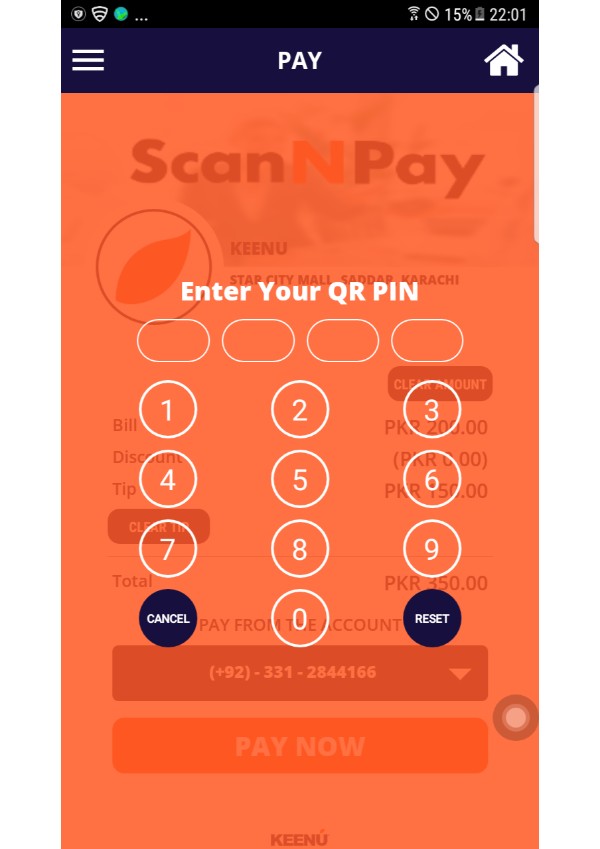 ... 15% 22:01
PAY
ScanNPay
KEENU
STAR CITY MALL, SADDAR, KARACHI
Enter Your QR PIN
CLEAR AMOUNT
1 2 3
Bill PKR 200.00
Discount (PKR 0.00)
4 5 6
Tip PKR 150.00
CLEAR TIP
7 8 9
Total PKR 350.00
CANCEL 0 RESET
PAY FROM THE ACCOUNT
(+92) - 331 - 2844166
PAY NOW
KEENÚ